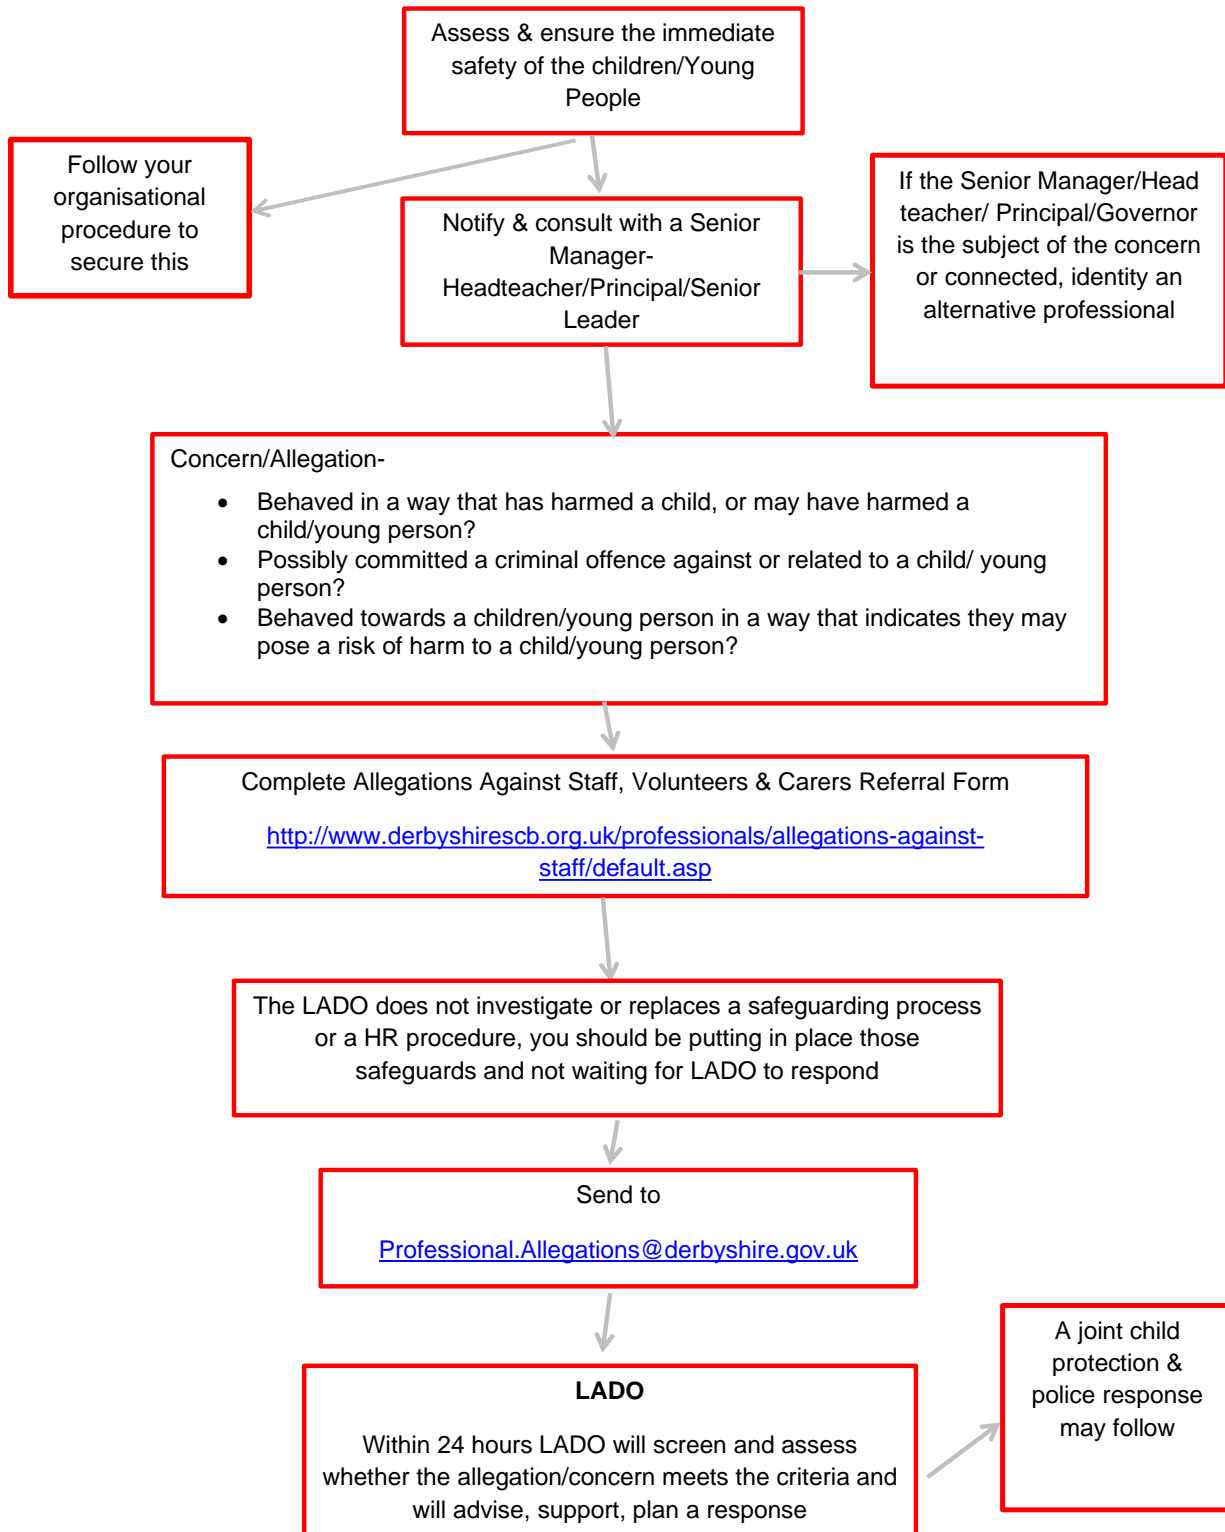 Assess & ensure the immediate
safety of the children/Young
People
Follow your
organisational
procedure to
secure this
Notify & consult with a Senior
Manager-
Headteacher/Principal/Senior
Leader
If the Senior Manager/Head
teacher/ Principal/Governor
is the subject of the concern
or connected, identity an
alternative professional
Concern/Allegation-
• Behaved in a way that has harmed a child, or may have harmed a
child/young person?
• Possibly committed a criminal offence against or related to a child/ young
person?
• Behaved towards a children/young person in a way that indicates they may
pose a risk of harm to a child/young person?
Complete Allegations Against Staff, Volunteers & Carers Referral Form
http://www.derbyshirescb.org.uk/professionals/allegations-against-
staff/default.asp
The LADO does not investigate or replaces a safeguarding process
or a HR procedure, you should be putting in place those
safeguards and not waiting for LADO to respond
Send to
Professional.Allegations@derbyshire.gov.uk
LADO
Within 24 hours LADO will screen and assess
whether the allegation/concern meets the criteria and
will advise, support, plan a response
A joint child
protection &
police response
may follow